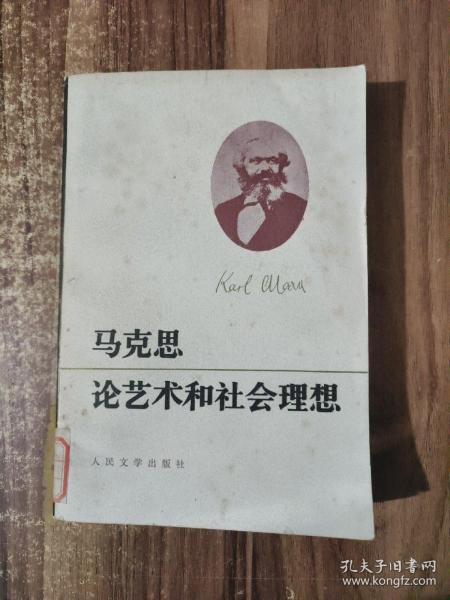 Karl Marx
马克思
论艺术和社会理想
人民文学出版社
孔夫子旧书网
www.kongfz.com